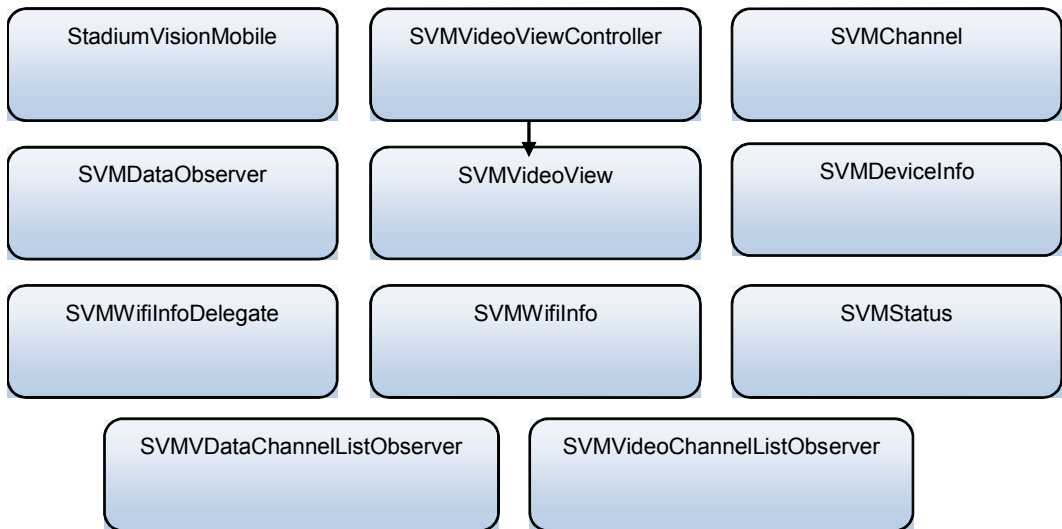 StadiumVisionMobile
SVMVideoViewController
SVMChannel
SVMDataObserver
SVMVideoView
SVMDeviceInfo
SVMWifiInfoDelegate
SVMWifiInfo
SVMStatus
SVMVDataChannelListObserver
SVMVideoChannelListObserver